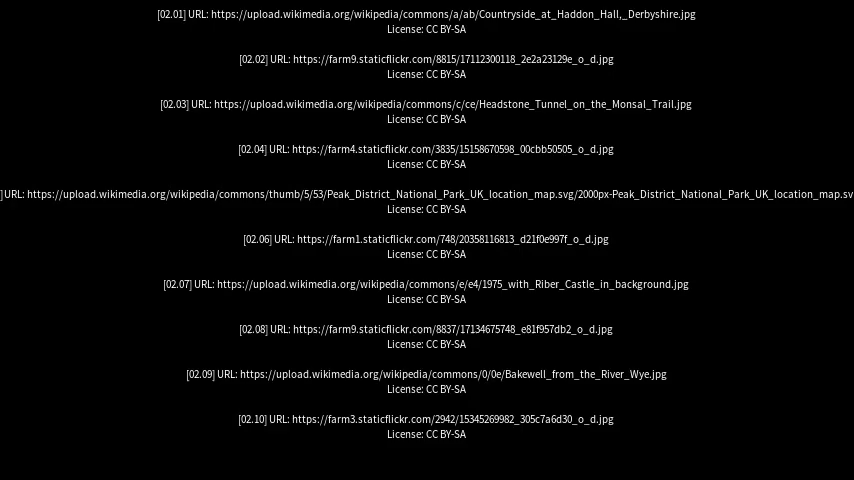 [02.01] URL: https://upload.wikimedia.org/wikipedia/commons/a/ab/Countryside_at_Haddon_Hall,_Derbyshire.jpg
License: CC BY-SA
[02.02] URL: https://farm9.staticflickr.com/8815/17112300118_2e2a23129e_o_d.jpg
License: CC BY-SA
[02.03] URL: https://upload.wikimedia.org/wikipedia/commons/c/ce/Headstone_Tunnel_on_the_Monsal_Trail.jpg
License: CC BY-SA
[02.04] URL: https://farm4.staticflickr.com/3835/15158670598_00cbb50505_o_d.jpg
License: CC BY-SA
] URL: https://upload.wikimedia.org/wikipedia/commons/thumb/5/53/Peak_District_National_Park_UK_location_map.svg/2000px-Peak_District_National_Park_UK_location_map.sv
License: CC BY-SA
[02.06] URL: https://farm1.staticflickr.com/748/20358116813_d21f0e997f_o_d.jpg
License: CC BY-SA
[02.07] URL: https://upload.wikimedia.org/wikipedia/commons/e/e4/1975_with_Riber_Castle_in_background.jpg
License: CC BY-SA
[02.08] URL: https://farm9.staticflickr.com/8837/17134675748_e81f957db2_o_d.jpg
License: CC BY-SA
[02.09] URL: https://upload.wikimedia.org/wikipedia/commons/0/0e/Bakewell_from_the_River_Wye.jpg
License: CC BY-SA
[02.10] URL: https://farm3.staticflickr.com/2942/15345269982_305c7a6d30_o_d.jpg
License: CC BY-SA